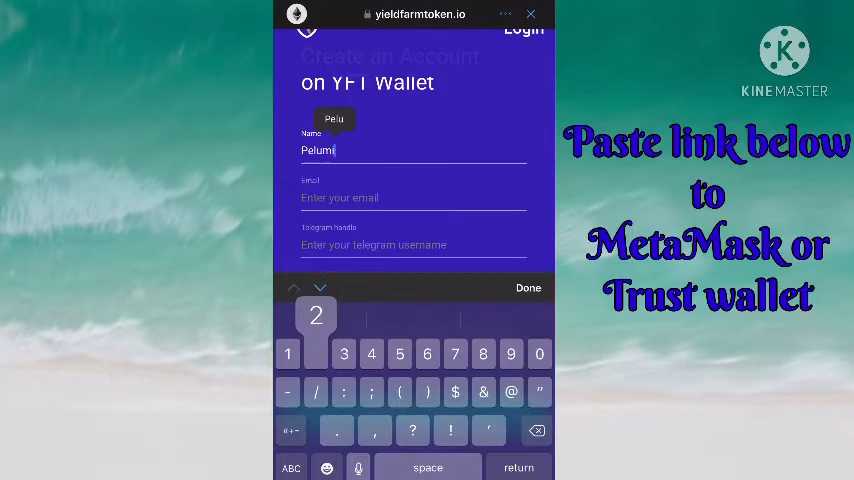 yieldfarmtoken.io
Login
Create an Account
on YFT Wallet
Pelu
Name
Pelumi
Email
Enter your email
Telegram handle
Enter your telegram username
Done
2
1 3 4 5 6 7 8 9 0
- / : ; ( ) $ & @ "
#+= . , ? ! '
ABC space return
KINEMASTER
Paste link below
to
MetaMask or
Trust wallet